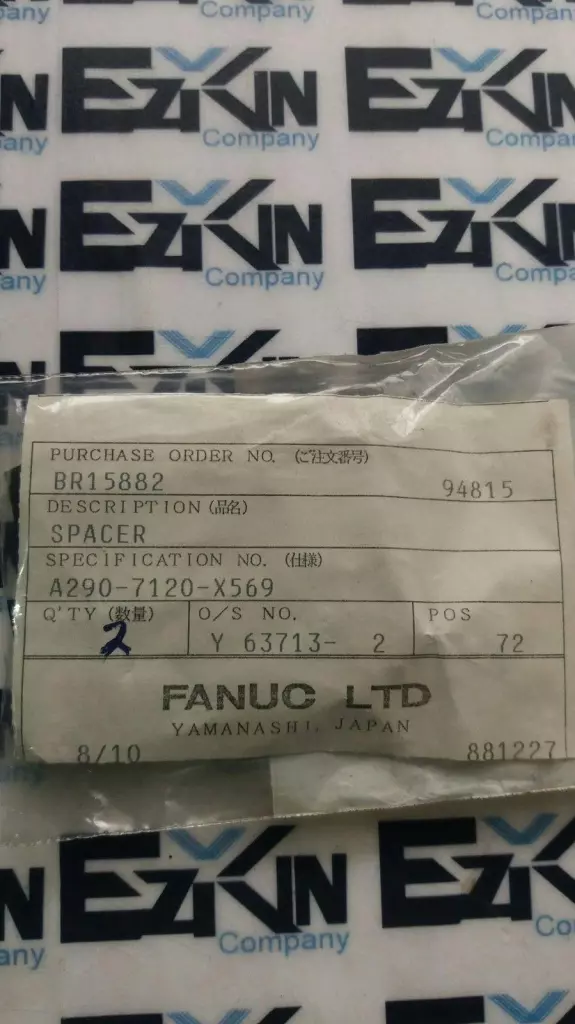 Company
Company
EZKIN
Company
EZKIN
Company
EZKIN
Company
EZKIN
Company
PURCHASE ORDER NO. (ご注文番号)
BR15882 94815
DESCRIPTION (品名)
SPACER
SPECIFICATION NO. (仕様)
A290-7120-X569
Q'TY (数量) O/S NO. POS
2 Y 63713- 2 72
FANUC LTD
YAMANASHI, JAPAN
8/10 881227
EZKIN
Company
EZKIN